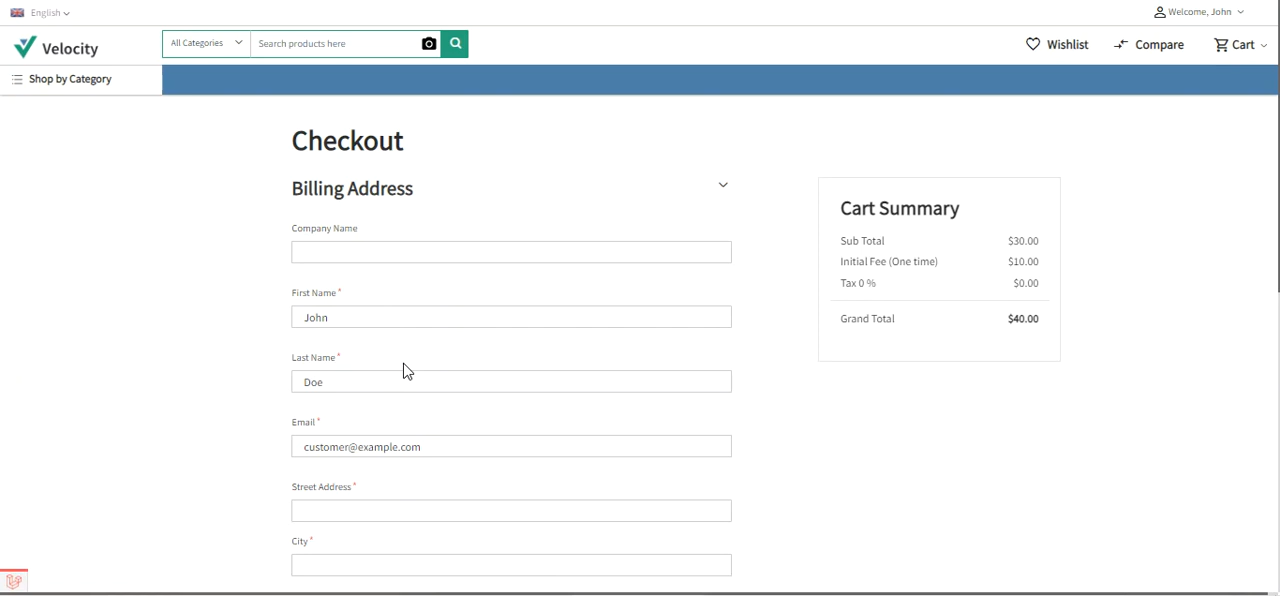 English
Welcome, John
Velocity
All Categories
Search products here
Wishlist
Compare
Cart
Shop by Category
Checkout
Billing Address
Company Name
First Name *
John
Last Name *
Doe
Email *
customer@example.com
Street Address *
City *
Cart Summary
Sub Total $30.00
Initial Fee (One time) $10.00
Tax 0 % $0.00
Grand Total $40.00